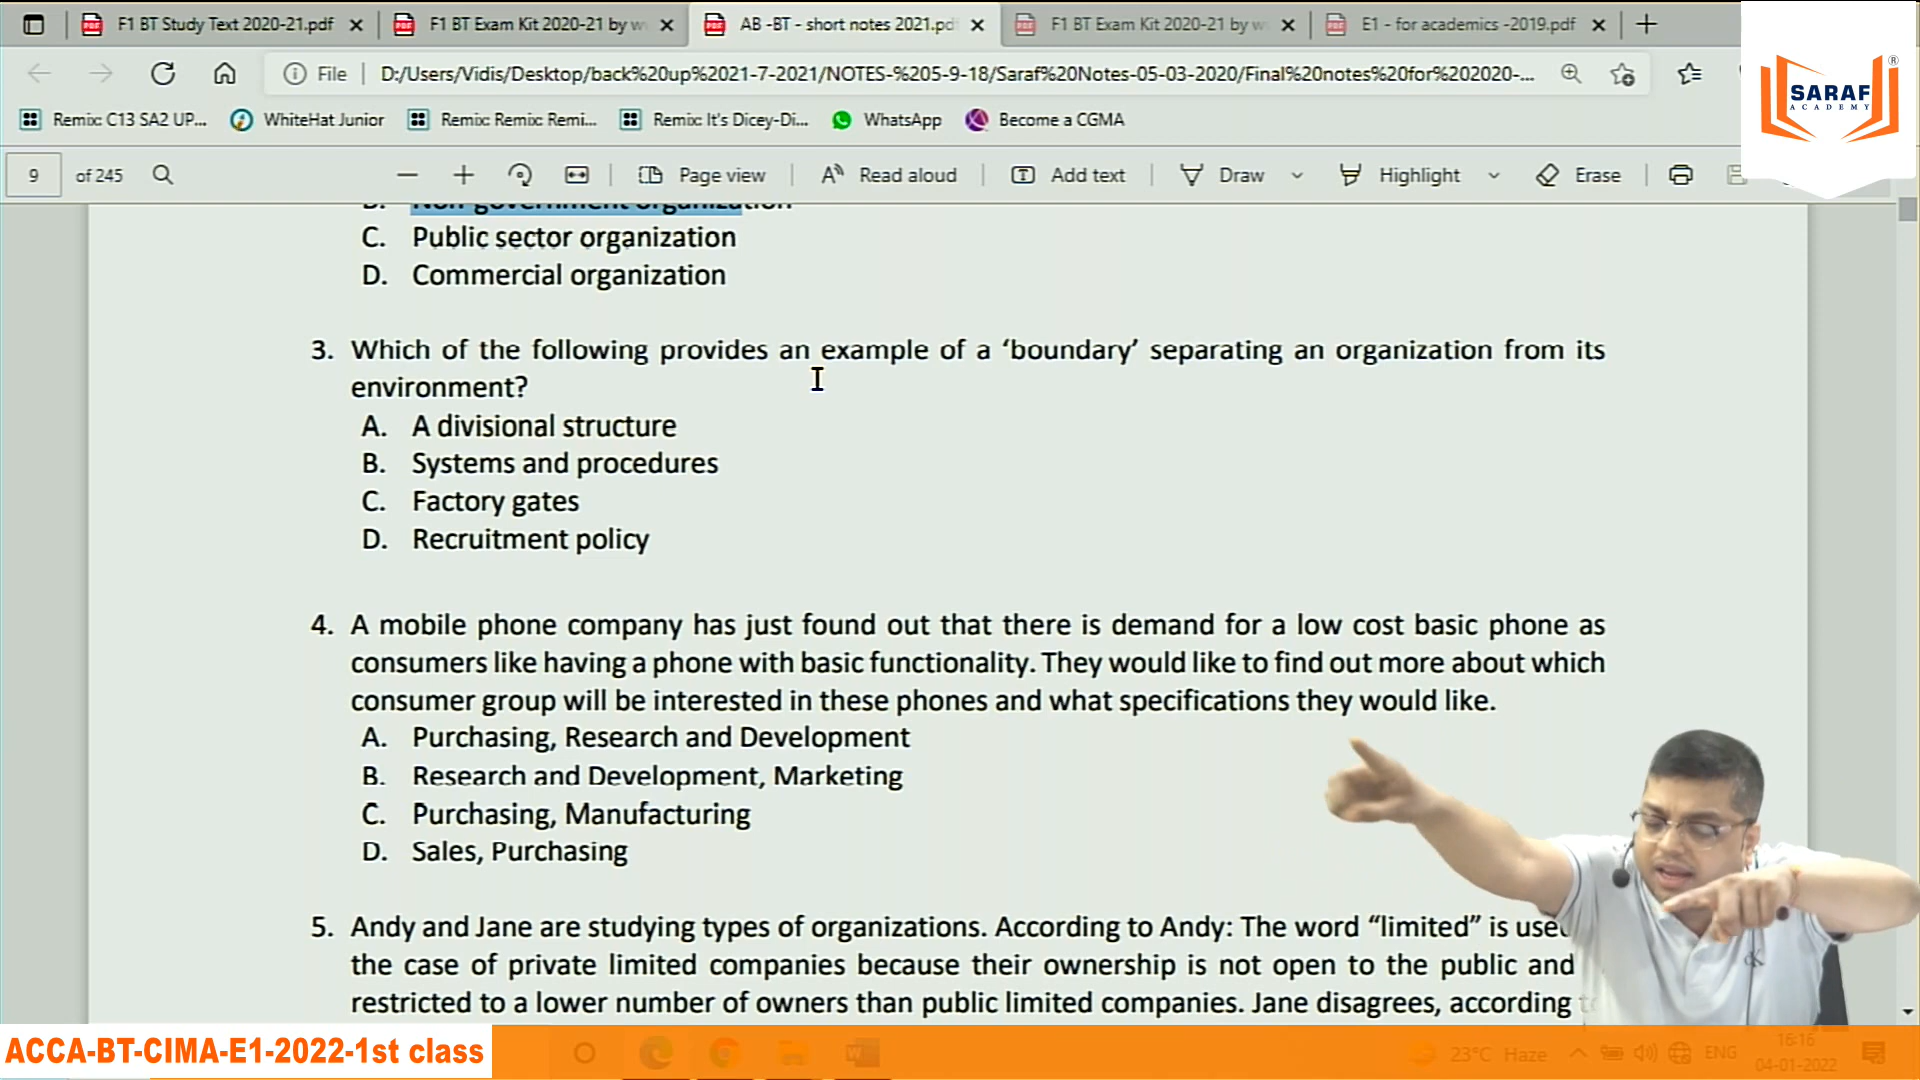 F1 BT Study Text 2020-21.pdf
F1 BT Exam Kit 2020-21 by w
AB -BT - short notes 2021.pd
F1 BT Exam Kit 2020-21 by w
E1 - for academics -2019.pdf
File
D:/Users/Vidis/Desktop/back%20up%2021-7-2021/NOTES-%205-9-18/Saraf%20Notes-05-03-2020/Final%20notes%20for%202020-...
SARAF
ACADEMY
®
Remix: C13 SA2 UP...
WhiteHat Junior
Remix: Remix: Remi...
Remix: It's Dicey-Di...
WhatsApp
Become a CGMA
9 of 245
Page view
Read aloud
Add text
Draw
Highlight
Erase
B. Non-government organization
C. Public sector organization
D. Commercial organization
3. Which of the following provides an example of a ‘boundary’ separating an organization from its
environment?
A. A divisional structure
B. Systems and procedures
C. Factory gates
D. Recruitment policy
4. A mobile phone company has just found out that there is demand for a low cost basic phone as
consumers like having a phone with basic functionality. They would like to find out more about which
consumer group will be interested in these phones and what specifications they would like.
A. Purchasing, Research and Development
B. Research and Development, Marketing
C. Purchasing, Manufacturing
D. Sales, Purchasing
5. Andy and Jane are studying types of organizations. According to Andy: The word “limited” is use
the case of private limited companies because their ownership is not open to the public and
restricted to a lower number of owners than public limited companies. Jane disagrees, according
ACCA-BT-CIMA-E1-2022-1st class
23°C Haze
ENG
16:16
04-01-2022